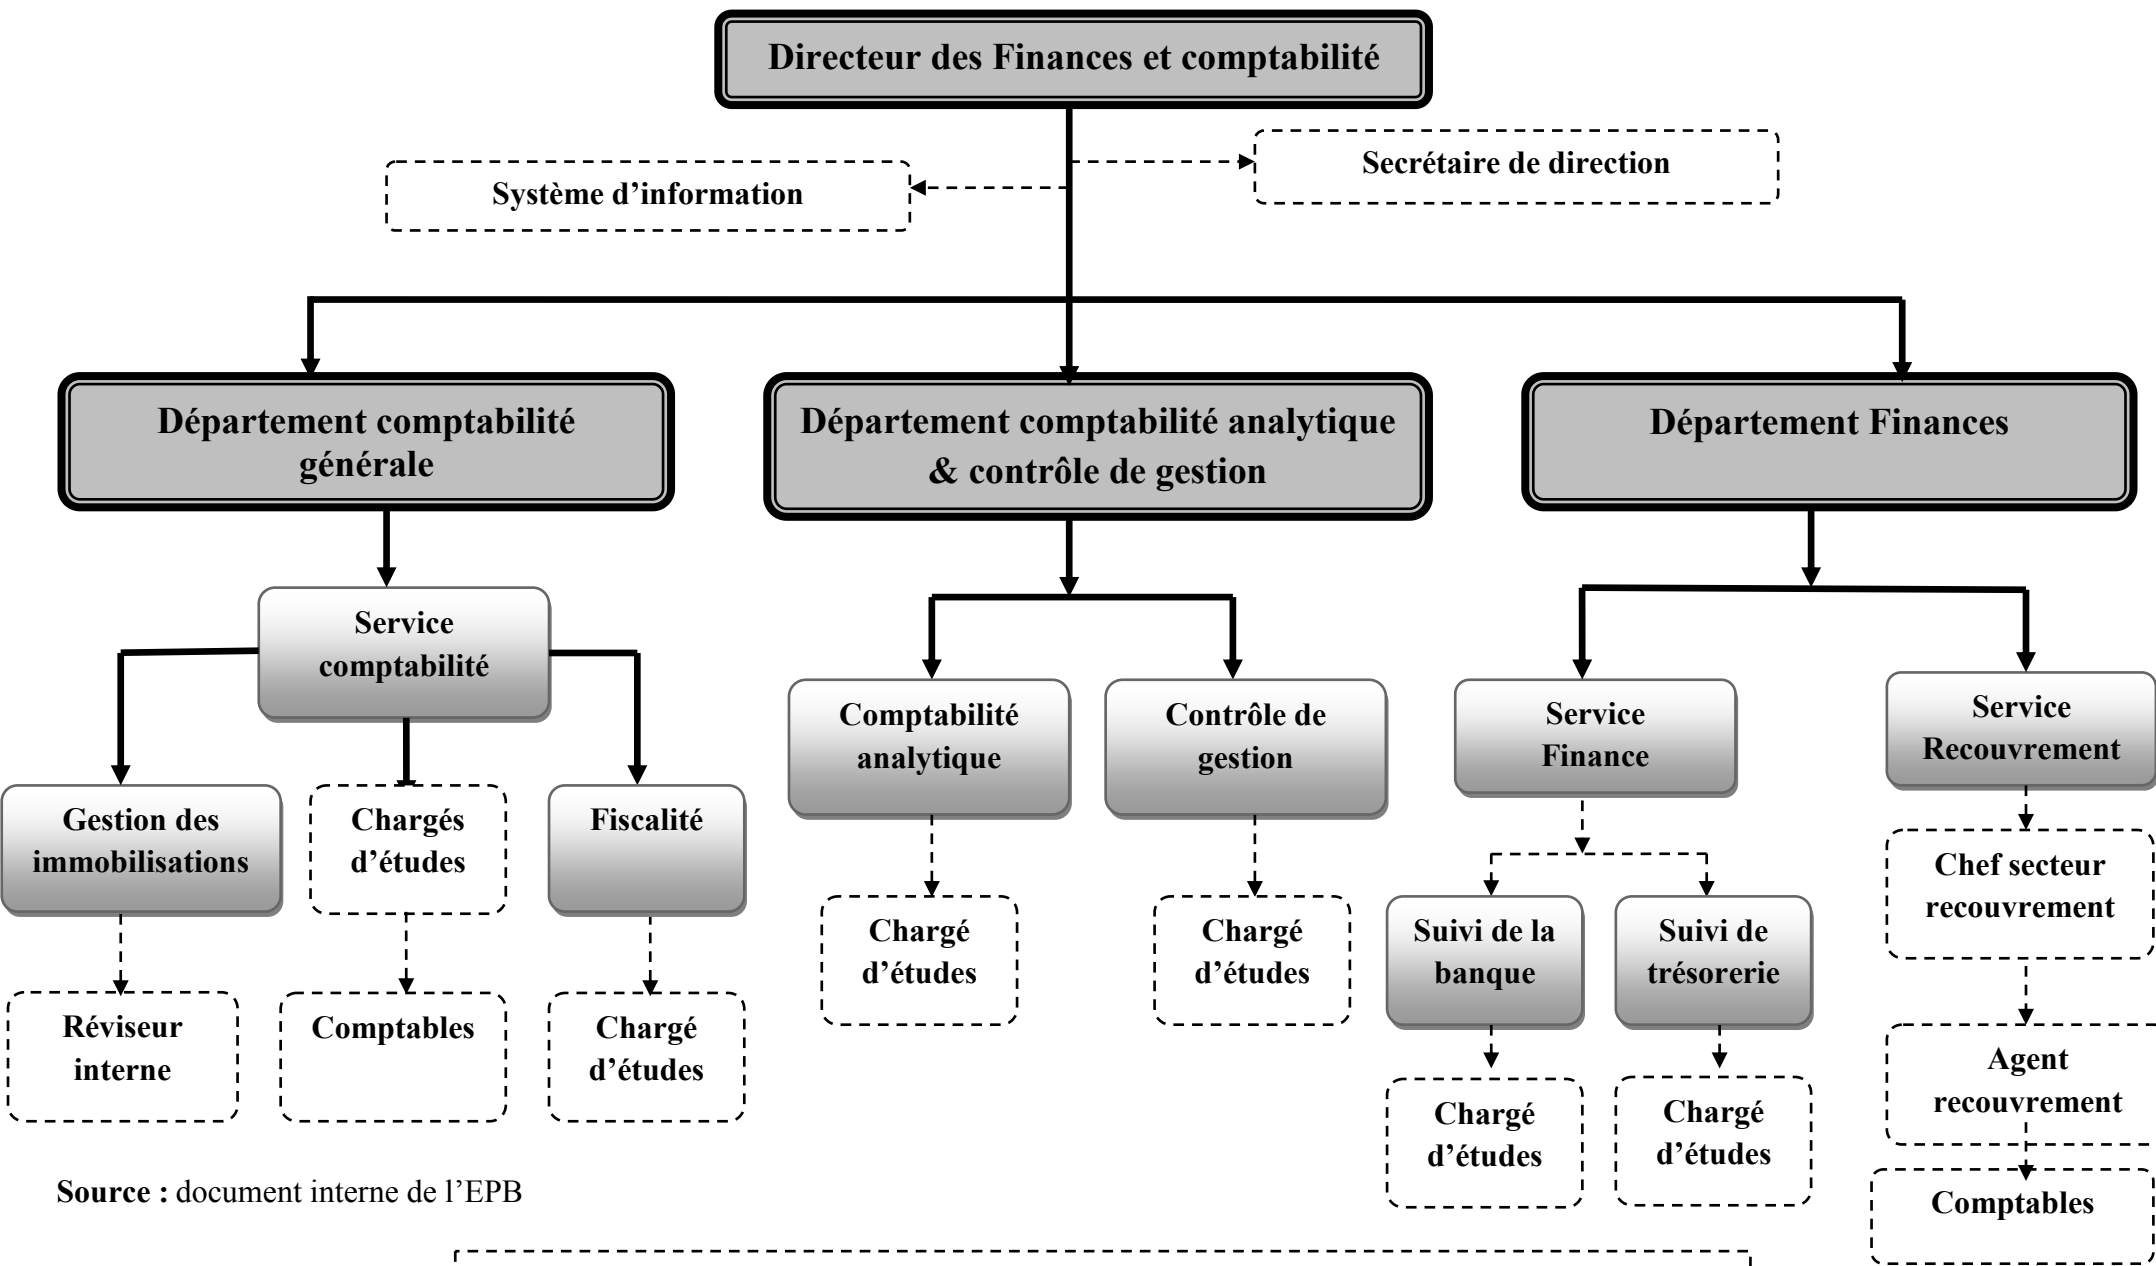 Directeur des Finances et comptabilité
Secrétaire de direction
Système d’information
Département comptabilité
générale
Département comptabilité analytique
& contrôle de gestion
Département Finances
Service
comptabilité
Comptabilité
analytique
Contrôle de
gestion
Service
Finance
Service
Recouvrement
Gestion des
immobilisations
Chargés
d’études
Fiscalité
Chef secteur
recouvrement
Chargé
d’études
Chargé
d’études
Suivi de la
banque
Suivi de
trésorerie
Réviseur
interne
Comptables
Chargé
d’études
Agent
recouvrement
Chargé
d’études
Chargé
d’études
Comptables
Source : document interne de l’EPB